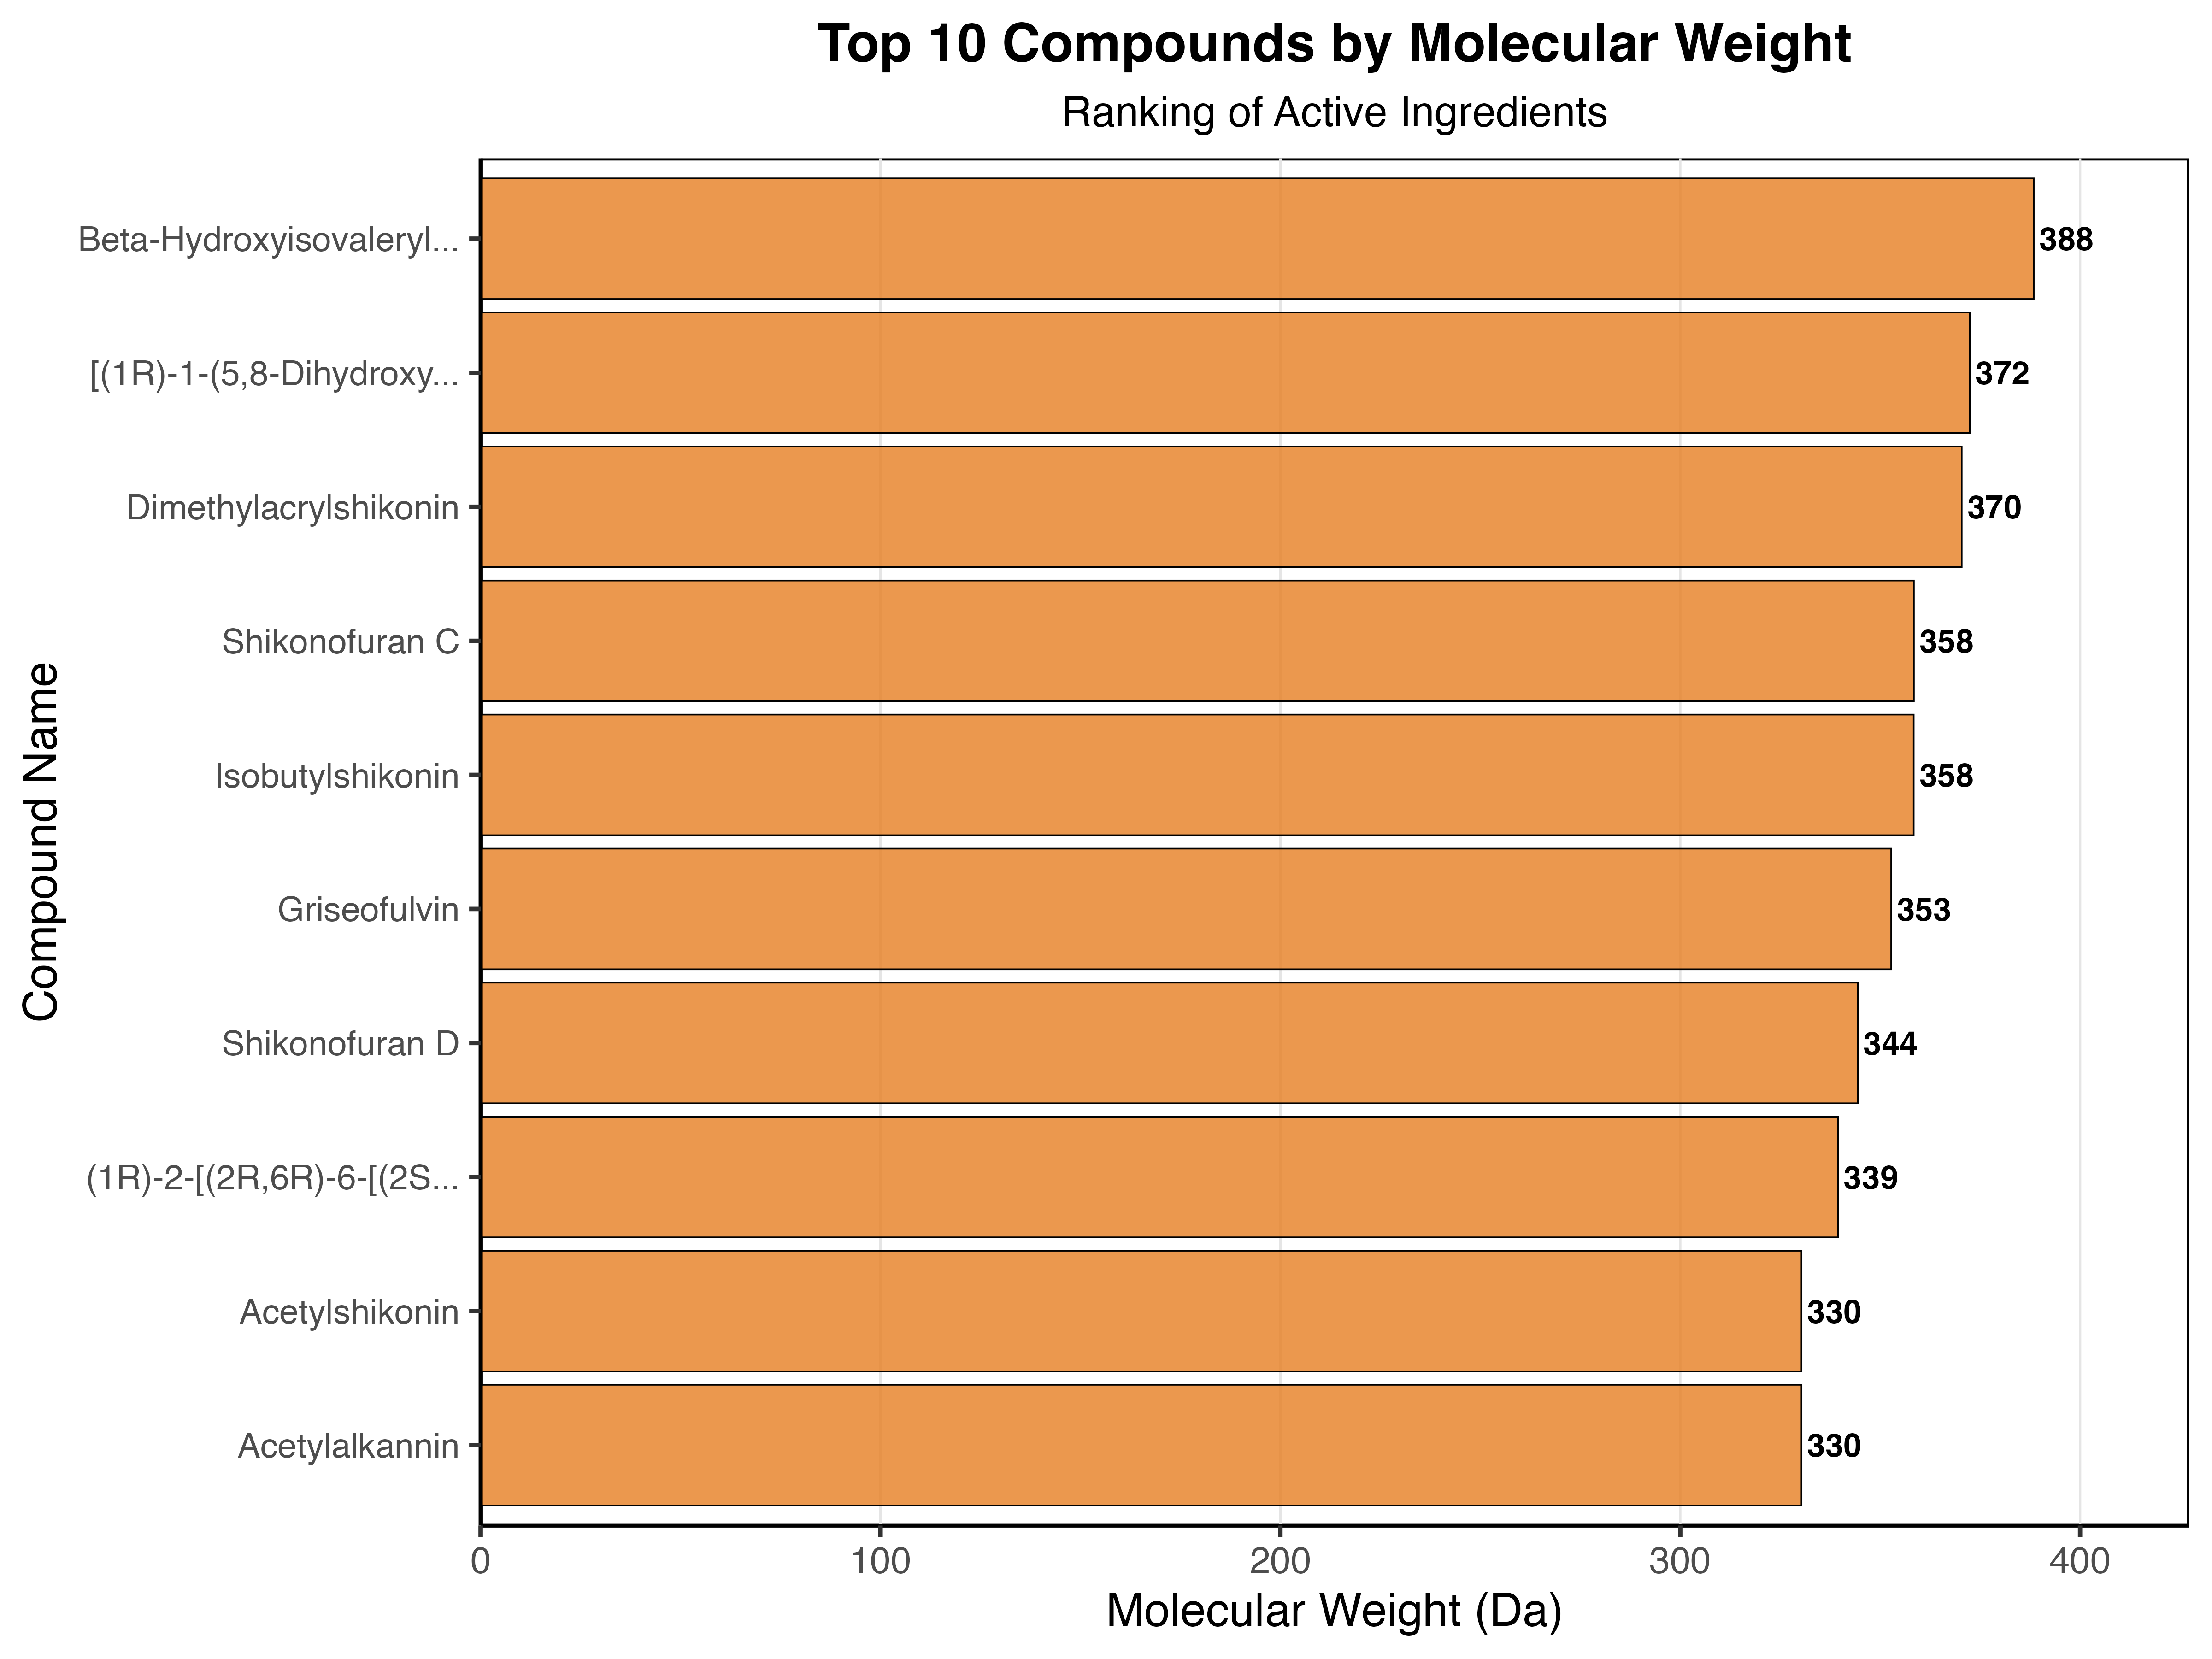 Top 10 Compounds by Molecular Weight
Ranking of Active Ingredients
Compound Name
Beta-Hydroxyisovaleryl... 388
[(1R)-1-(5,8-Dihydroxy... 372
Dimethylacrylshikonin 370
Shikonofuran C 358
Isobutylshikonin 358
Griseofulvin 353
Shikonofuran D 344
(1R)-2-[(2R,6R)-6-[(2S... 339
Acetylshikonin 330
Acetylalkannin 330
0 100 200 300 400
Molecular Weight (Da)